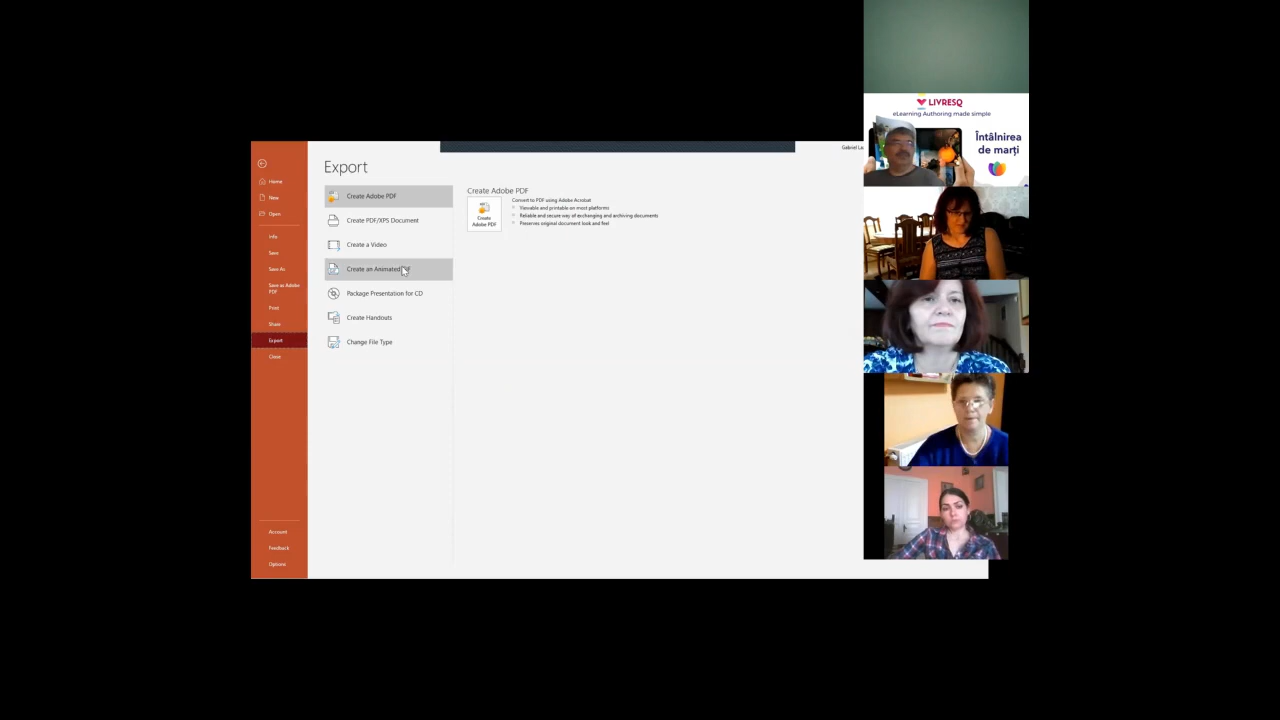 Export
Gabriel
Home
New
Open
Info
Save
Save As
Save as Adobe
PDF
Print
Share
Export
Close
Account
Feedback
Options
Create Adobe PDF
Create PDF/XPS Document
Create a Video
Create an Animated
Package Presentation for CD
Create Handouts
Change File Type
Create Adobe PDF
Create
Adobe PDF
Convert to PDF using Adobe Acrobat
Viewable and printable on most platforms
Reliable and secure way of exchanging and archiving documents
Preserves original document look and feel
LIVRESQ
eLearning Authoring made simple
Întâlnirea
de marți